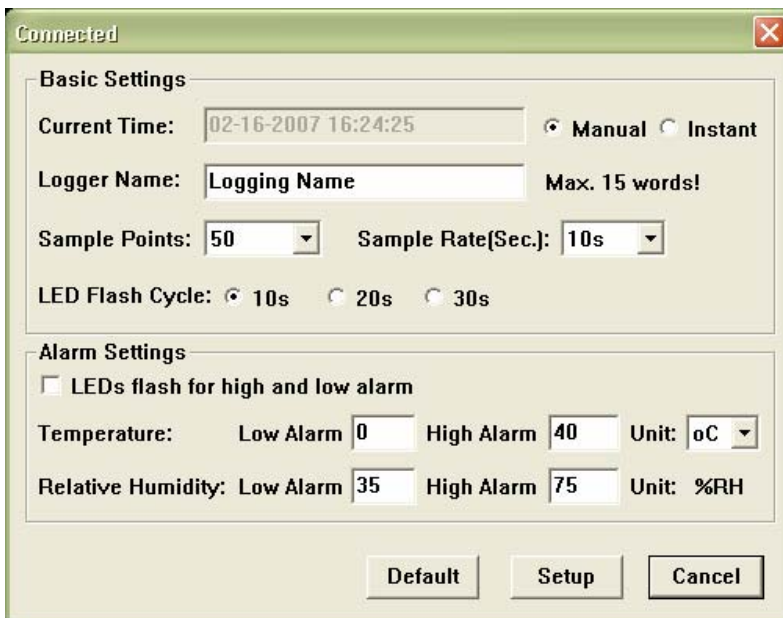 Connected
Basic Settings
Current Time: 02-16-2007 16:24:25 Manual Instant
Logger Name: Logging Name Max. 15 words!
Sample Points: 50 Sample Rate(Sec.): 10s
LED Flash Cycle: 10s 20s 30s
Alarm Settings
LEDs flash for high and low alarm
Temperature: Low Alarm 0 High Alarm 40 Unit: oC
Relative Humidity: Low Alarm 35 High Alarm 75 Unit: %RH
Default Setup Cancel